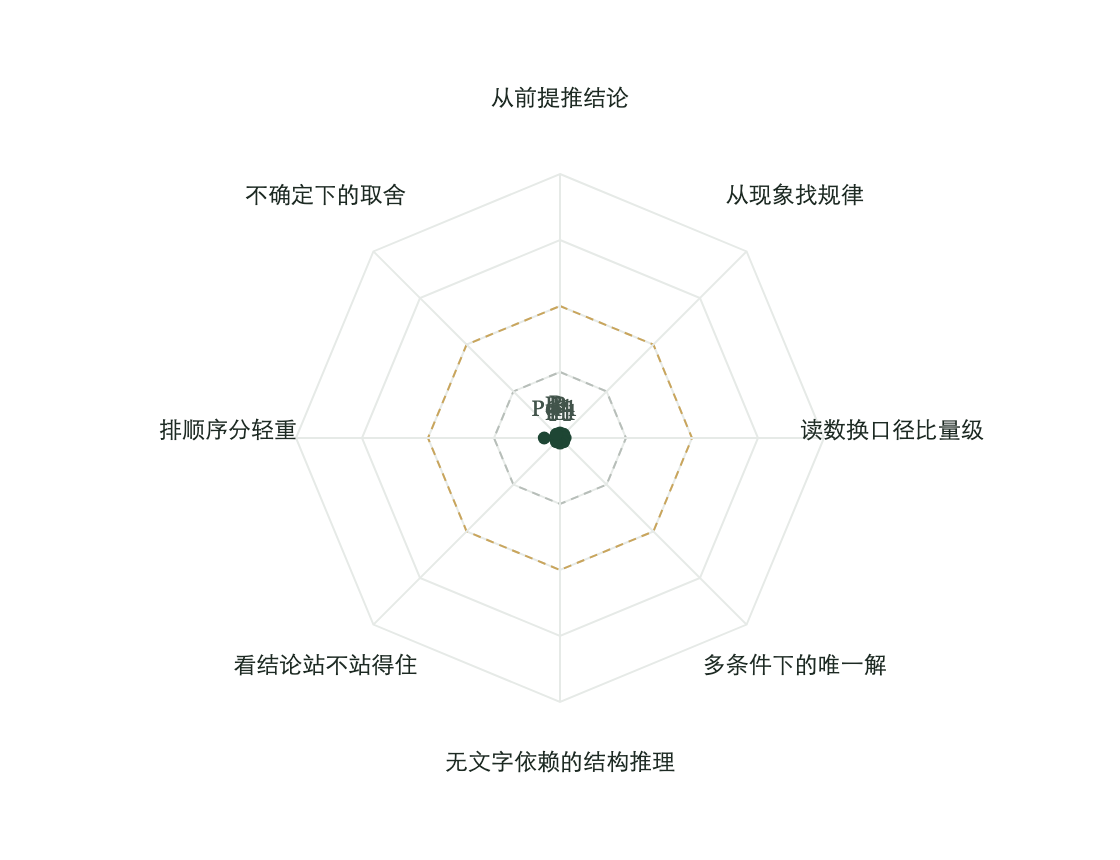 从前提推结论
不确定下的取舍
从现象找规律
排顺序分轻重
读数换口径比量级
看结论站不站得住
多条件下的唯一解
无文字依赖的结构推理